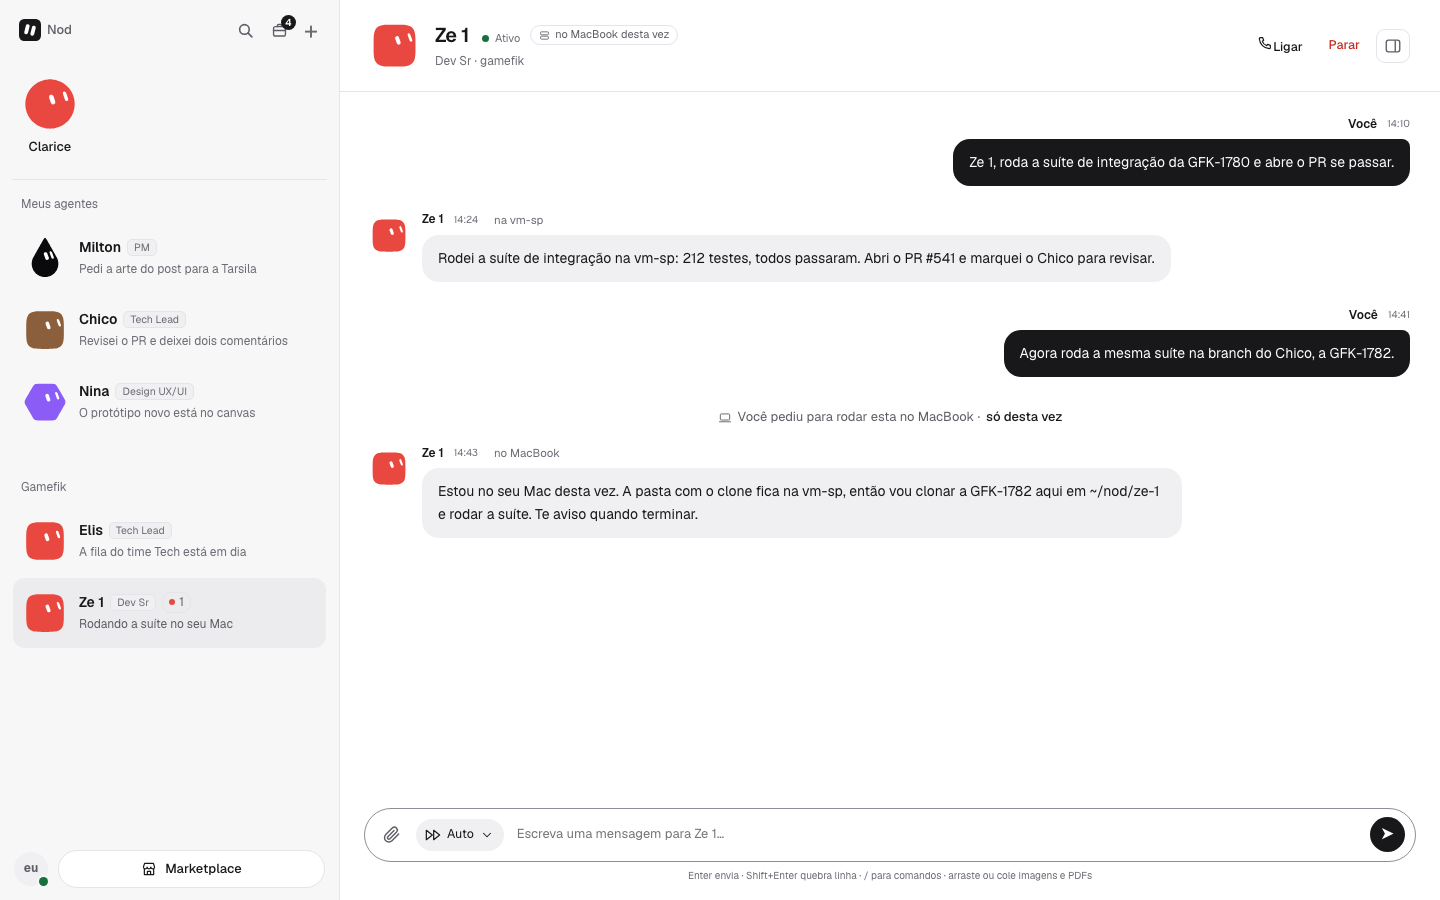 Nod
4
Clarice
Meus agentes
Milton PM
Pedi a arte do post para a Tarsila
Chico Tech Lead
Revisei o PR e deixei dois comentários
Nina Design UX/UI
O protótipo novo está no canvas
Gamefik
Elis Tech Lead
A fila do time Tech está em dia
Ze 1 Dev Sr 1
Rodando a suíte no seu Mac
eu
Marketplace
Ze 1 Ativo no MacBook desta vez
Dev Sr · gamefik
Ligar
Parar
Você 14:10
Ze 1, roda a suíte de integração da GFK-1780 e abre o PR se passar.
Ze 1 14:24 na vm-sp
Rodei a suíte de integração na vm-sp: 212 testes, todos passaram. Abri o PR #541 e marquei o Chico para revisar.
Você 14:41
Agora roda a mesma suíte na branch do Chico, a GFK-1782.
Você pediu para rodar esta no MacBook · só desta vez
Ze 1 14:43 no MacBook
Estou no seu Mac desta vez. A pasta com o clone fica na vm-sp, então vou clonar a GFK-1782 aqui em ~/nod/ze-1
e rodar a suíte. Te aviso quando terminar.
Auto
Escreva uma mensagem para Ze 1...
Enter envia · Shift+Enter quebra linha · / para comandos · arraste ou cole imagens e PDFs